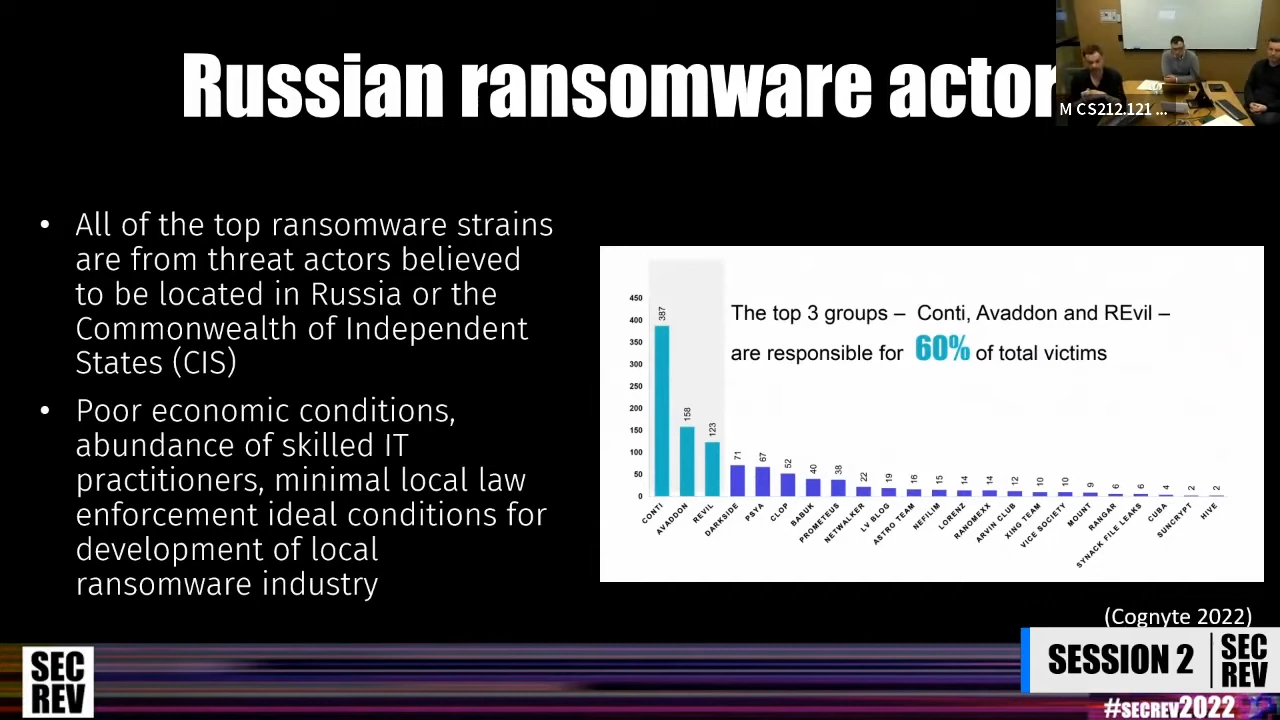 Russian ransomware actor
M CS212.121 ...
• All of the top ransomware strains
are from threat actors believed
to be located in Russia or the
Commonwealth of Independent
States (CIS)
• Poor economic conditions,
abundance of skilled IT
practitioners, minimal local law
enforcement ideal conditions for
development of local
ransomware industry
The top 3 groups – Conti, Avaddon and REvil –
are responsible for 60% of total victims
450
400
350
300
250
200
150
100
50
0
387
158
123
71
67
52
40
38
22
19
16
15
14
14
12
10
10
9
6
6
4
2
2
CONTI
AVADDON
REVIL
DARKSIDE
PSYA
CLOP
BABUK
PROMETEUS
NETWALKER
LV BLOG
ASTRO TEAM
NEFILIM
LORENZ
RANOMEXX
ARVIN CLUB
XING TEAM
VICE SOCIETY
MOUNT
RANGAR
SYNACK FILE LEAKS
CUBA
SUNCRYPT
HIVE
(Cognyte 2022)
SEC
REV
SESSION 2
SEC
REV
#SECREV2022